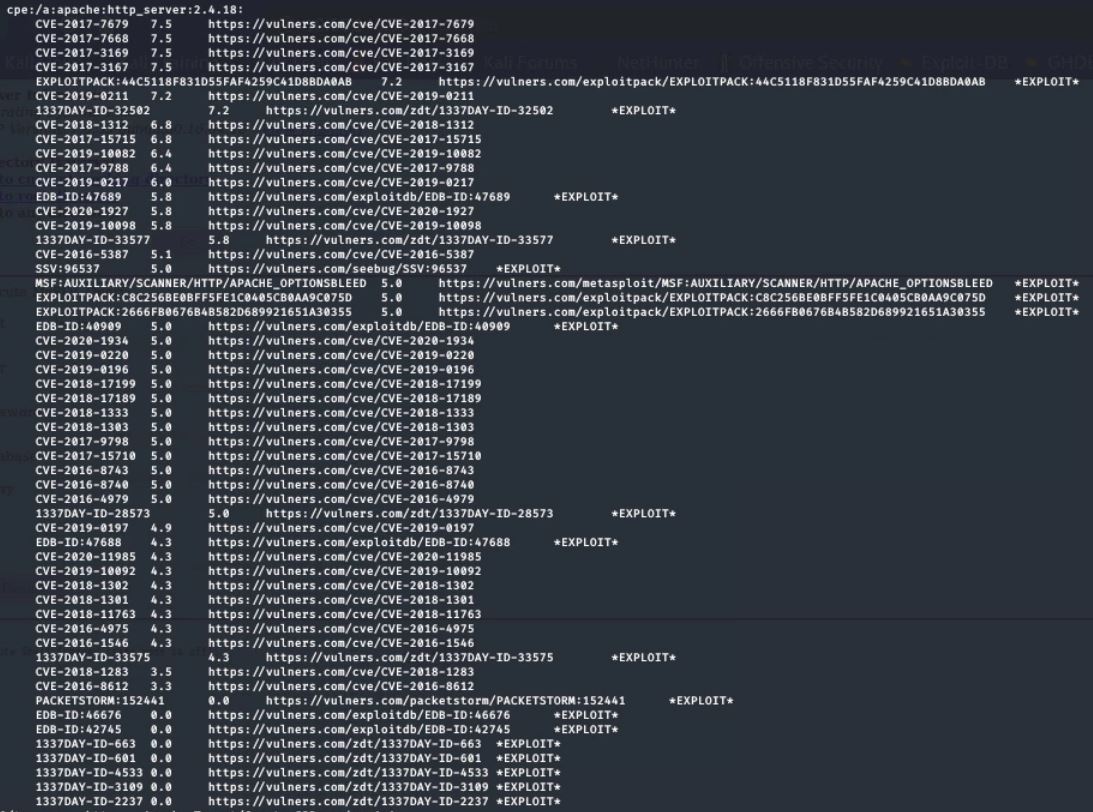 cpe:/a:apache:http_server:2.4.18:
CVE-2017-7679 7.5 https://vulners.com/cve/CVE-2017-7679
CVE-2017-7668 7.5 https://vulners.com/cve/CVE-2017-7668
CVE-2017-3169 7.5 https://vulners.com/cve/CVE-2017-3169
CVE-2017-3167 7.5 https://vulners.com/cve/CVE-2017-3167
Kali Forums NetHunter Offensive Security Exploit-DB GHD
EXPLOITPACK:44C5118F831D55FAF4259C41D8BDA0AB 7.2 https://vulners.com/exploitpack/EXPLOITPACK:44C5118F831D55FAF4259C41D8BDA0AB *EXPLOIT*
CVE-2019-0211 7.2 https://vulners.com/cve/CVE-2019-0211
1337DAY-ID-32502 7.2 https://vulners.com/zdt/1337DAY-ID-32502 *EXPLOIT*
CVE-2018-1312 6.8 https://vulners.com/cve/CVE-2018-1312
CVE-2017-15715 6.8 https://vulners.com/cve/CVE-2017-15715
CVE-2019-10082 6.4 https://vulners.com/cve/CVE-2019-10082
CVE-2017-9788 6.4 https://vulners.com/cve/CVE-2017-9788
CVE-2019-0217 6.0 https://vulners.com/cve/CVE-2019-0217
EDB-ID:47689 5.8 https://vulners.com/exploitdb/EDB-ID:47689 *EXPLOIT*
CVE-2020-1927 5.8 https://vulners.com/cve/CVE-2020-1927
CVE-2019-10098 5.8 https://vulners.com/cve/CVE-2019-10098
1337DAY-ID-33577 5.8 https://vulners.com/zdt/1337DAY-ID-33577 *EXPLOIT*
CVE-2016-5387 5.1 https://vulners.com/cve/CVE-2016-5387
SSV:96537 5.0 https://vulners.com/seebug/SSV:96537 *EXPLOIT*
MSF:AUXILIARY/SCANNER/HTTP/APACHE_OPTIONSBLEED 5.0 https://vulners.com/metasploit/MSF:AUXILIARY/SCANNER/HTTP/APACHE_OPTIONSBLEED *EXPLOIT*
EXPLOITPACK:C8C256BE0BFF5FE1C0405CB0AA9C075D 5.0 https://vulners.com/exploitpack/EXPLOITPACK:C8C256BE0BFF5FE1C0405CB0AA9C075D *EXPLOIT*
EXPLOITPACK:2666FB0676B4B582D689921651A30355 5.0 https://vulners.com/exploitpack/EXPLOITPACK:2666FB0676B4B582D689921651A30355 *EXPLOIT*
EDB-ID:40909 5.0 https://vulners.com/exploitdb/EDB-ID:40909 *EXPLOIT*
CVE-2020-1934 5.0 https://vulners.com/cve/CVE-2020-1934
CVE-2019-0220 5.0 https://vulners.com/cve/CVE-2019-0220
CVE-2019-0196 5.0 https://vulners.com/cve/CVE-2019-0196
CVE-2018-17199 5.0 https://vulners.com/cve/CVE-2018-17199
CVE-2018-17189 5.0 https://vulners.com/cve/CVE-2018-17189
CVE-2018-1333 5.0 https://vulners.com/cve/CVE-2018-1333
CVE-2018-1303 5.0 https://vulners.com/cve/CVE-2018-1303
CVE-2017-9798 5.0 https://vulners.com/cve/CVE-2017-9798
CVE-2017-15710 5.0 https://vulners.com/cve/CVE-2017-15710
CVE-2016-8743 5.0 https://vulners.com/cve/CVE-2016-8743
CVE-2016-8740 5.0 https://vulners.com/cve/CVE-2016-8740
CVE-2016-4979 5.0 https://vulners.com/cve/CVE-2016-4979
1337DAY-ID-28573 5.0 https://vulners.com/zdt/1337DAY-ID-28573 *EXPLOIT*
CVE-2019-0197 4.9 https://vulners.com/cve/CVE-2019-0197
EDB-ID:47688 4.3 https://vulners.com/exploitdb/EDB-ID:47688 *EXPLOIT*
CVE-2020-11985 4.3 https://vulners.com/cve/CVE-2020-11985
CVE-2019-10092 4.3 https://vulners.com/cve/CVE-2019-10092
CVE-2018-1302 4.3 https://vulners.com/cve/CVE-2018-1302
CVE-2018-1301 4.3 https://vulners.com/cve/CVE-2018-1301
CVE-2018-11763 4.3 https://vulners.com/cve/CVE-2018-11763
CVE-2016-4975 4.3 https://vulners.com/cve/CVE-2016-4975
CVE-2016-1546 4.3 https://vulners.com/cve/CVE-2016-1546
1337DAY-ID-33575 4.3 https://vulners.com/zdt/1337DAY-ID-33575 *EXPLOIT*
CVE-2018-1283 3.5 https://vulners.com/cve/CVE-2018-1283
CVE-2016-8612 3.3 https://vulners.com/cve/CVE-2016-8612
PACKETSTORM:152441 0.0 https://vulners.com/packetstorm/PACKETSTORM:152441 *EXPLOIT*
EDB-ID:46676 0.0 https://vulners.com/exploitdb/EDB-ID:46676 *EXPLOIT*
EDB-ID:42745 0.0 https://vulners.com/exploitdb/EDB-ID:42745 *EXPLOIT*
1337DAY-ID-663 0.0 https://vulners.com/zdt/1337DAY-ID-663 *EXPLOIT*
1337DAY-ID-601 0.0 https://vulners.com/zdt/1337DAY-ID-601 *EXPLOIT*
1337DAY-ID-4533 0.0 https://vulners.com/zdt/1337DAY-ID-4533 *EXPLOIT*
1337DAY-ID-3109 0.0 https://vulners.com/zdt/1337DAY-ID-3109 *EXPLOIT*
1337DAY-ID-2237 0.0 https://vulners.com/zdt/1337DAY-ID-2237 *EXPLOIT*